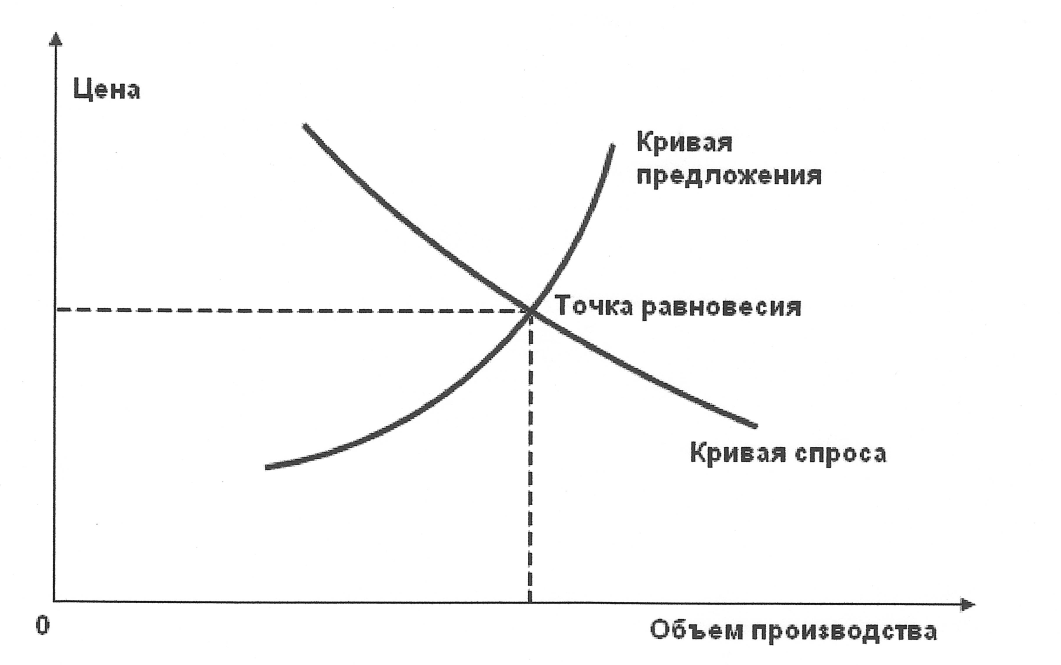 Цена
Кривая
предложения
Точка равновесия
Кривая спроса
0
Объем производства